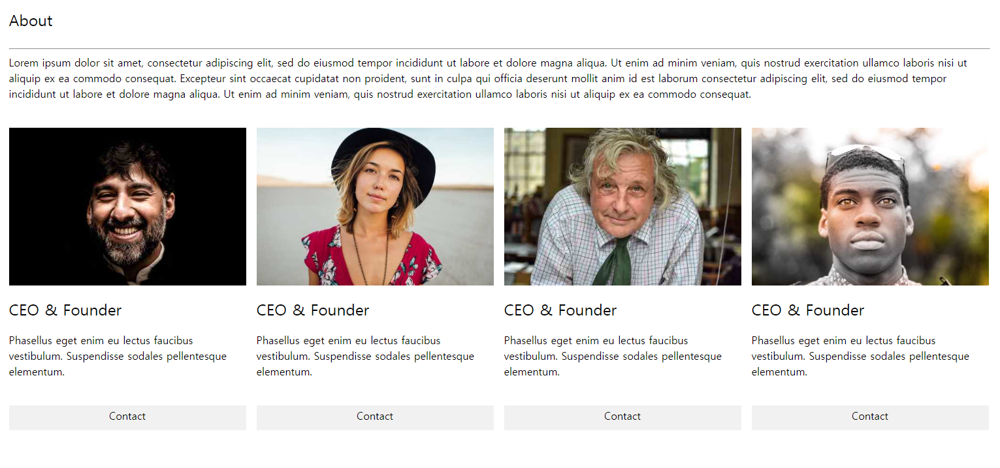 About
Lorem ipsum dolor sit amet, consectetur adipiscing elit, sed do eiusmod tempor incididunt ut labore et dolore magna aliqua. Ut enim ad minim veniam, quis nostrud exercitation ullamco laboris nisi ut
aliquip ex ea commodo consequat. Excepteur sint occaecat cupidatat non proident, sunt in culpa qui officia deserunt mollit anim id est laborum consectetur adipiscing elit, sed do eiusmod tempor
incididunt ut labore et dolore magna aliqua. Ut enim ad minim veniam, quis nostrud exercitation ullamco laboris nisi ut aliquip ex ea commodo consequat.
CEO & Founder
Phasellus eget enim eu lectus faucibus
vestibulum. Suspendisse sodales pellentesque
elementum.
Contact
CEO & Founder
Phasellus eget enim eu lectus faucibus
vestibulum. Suspendisse sodales pellentesque
elementum.
Contact
CEO & Founder
Phasellus eget enim eu lectus faucibus
vestibulum. Suspendisse sodales pellentesque
elementum.
Contact
CEO & Founder
Phasellus eget enim eu lectus faucibus
vestibulum. Suspendisse sodales pellentesque
elementum.
Contact